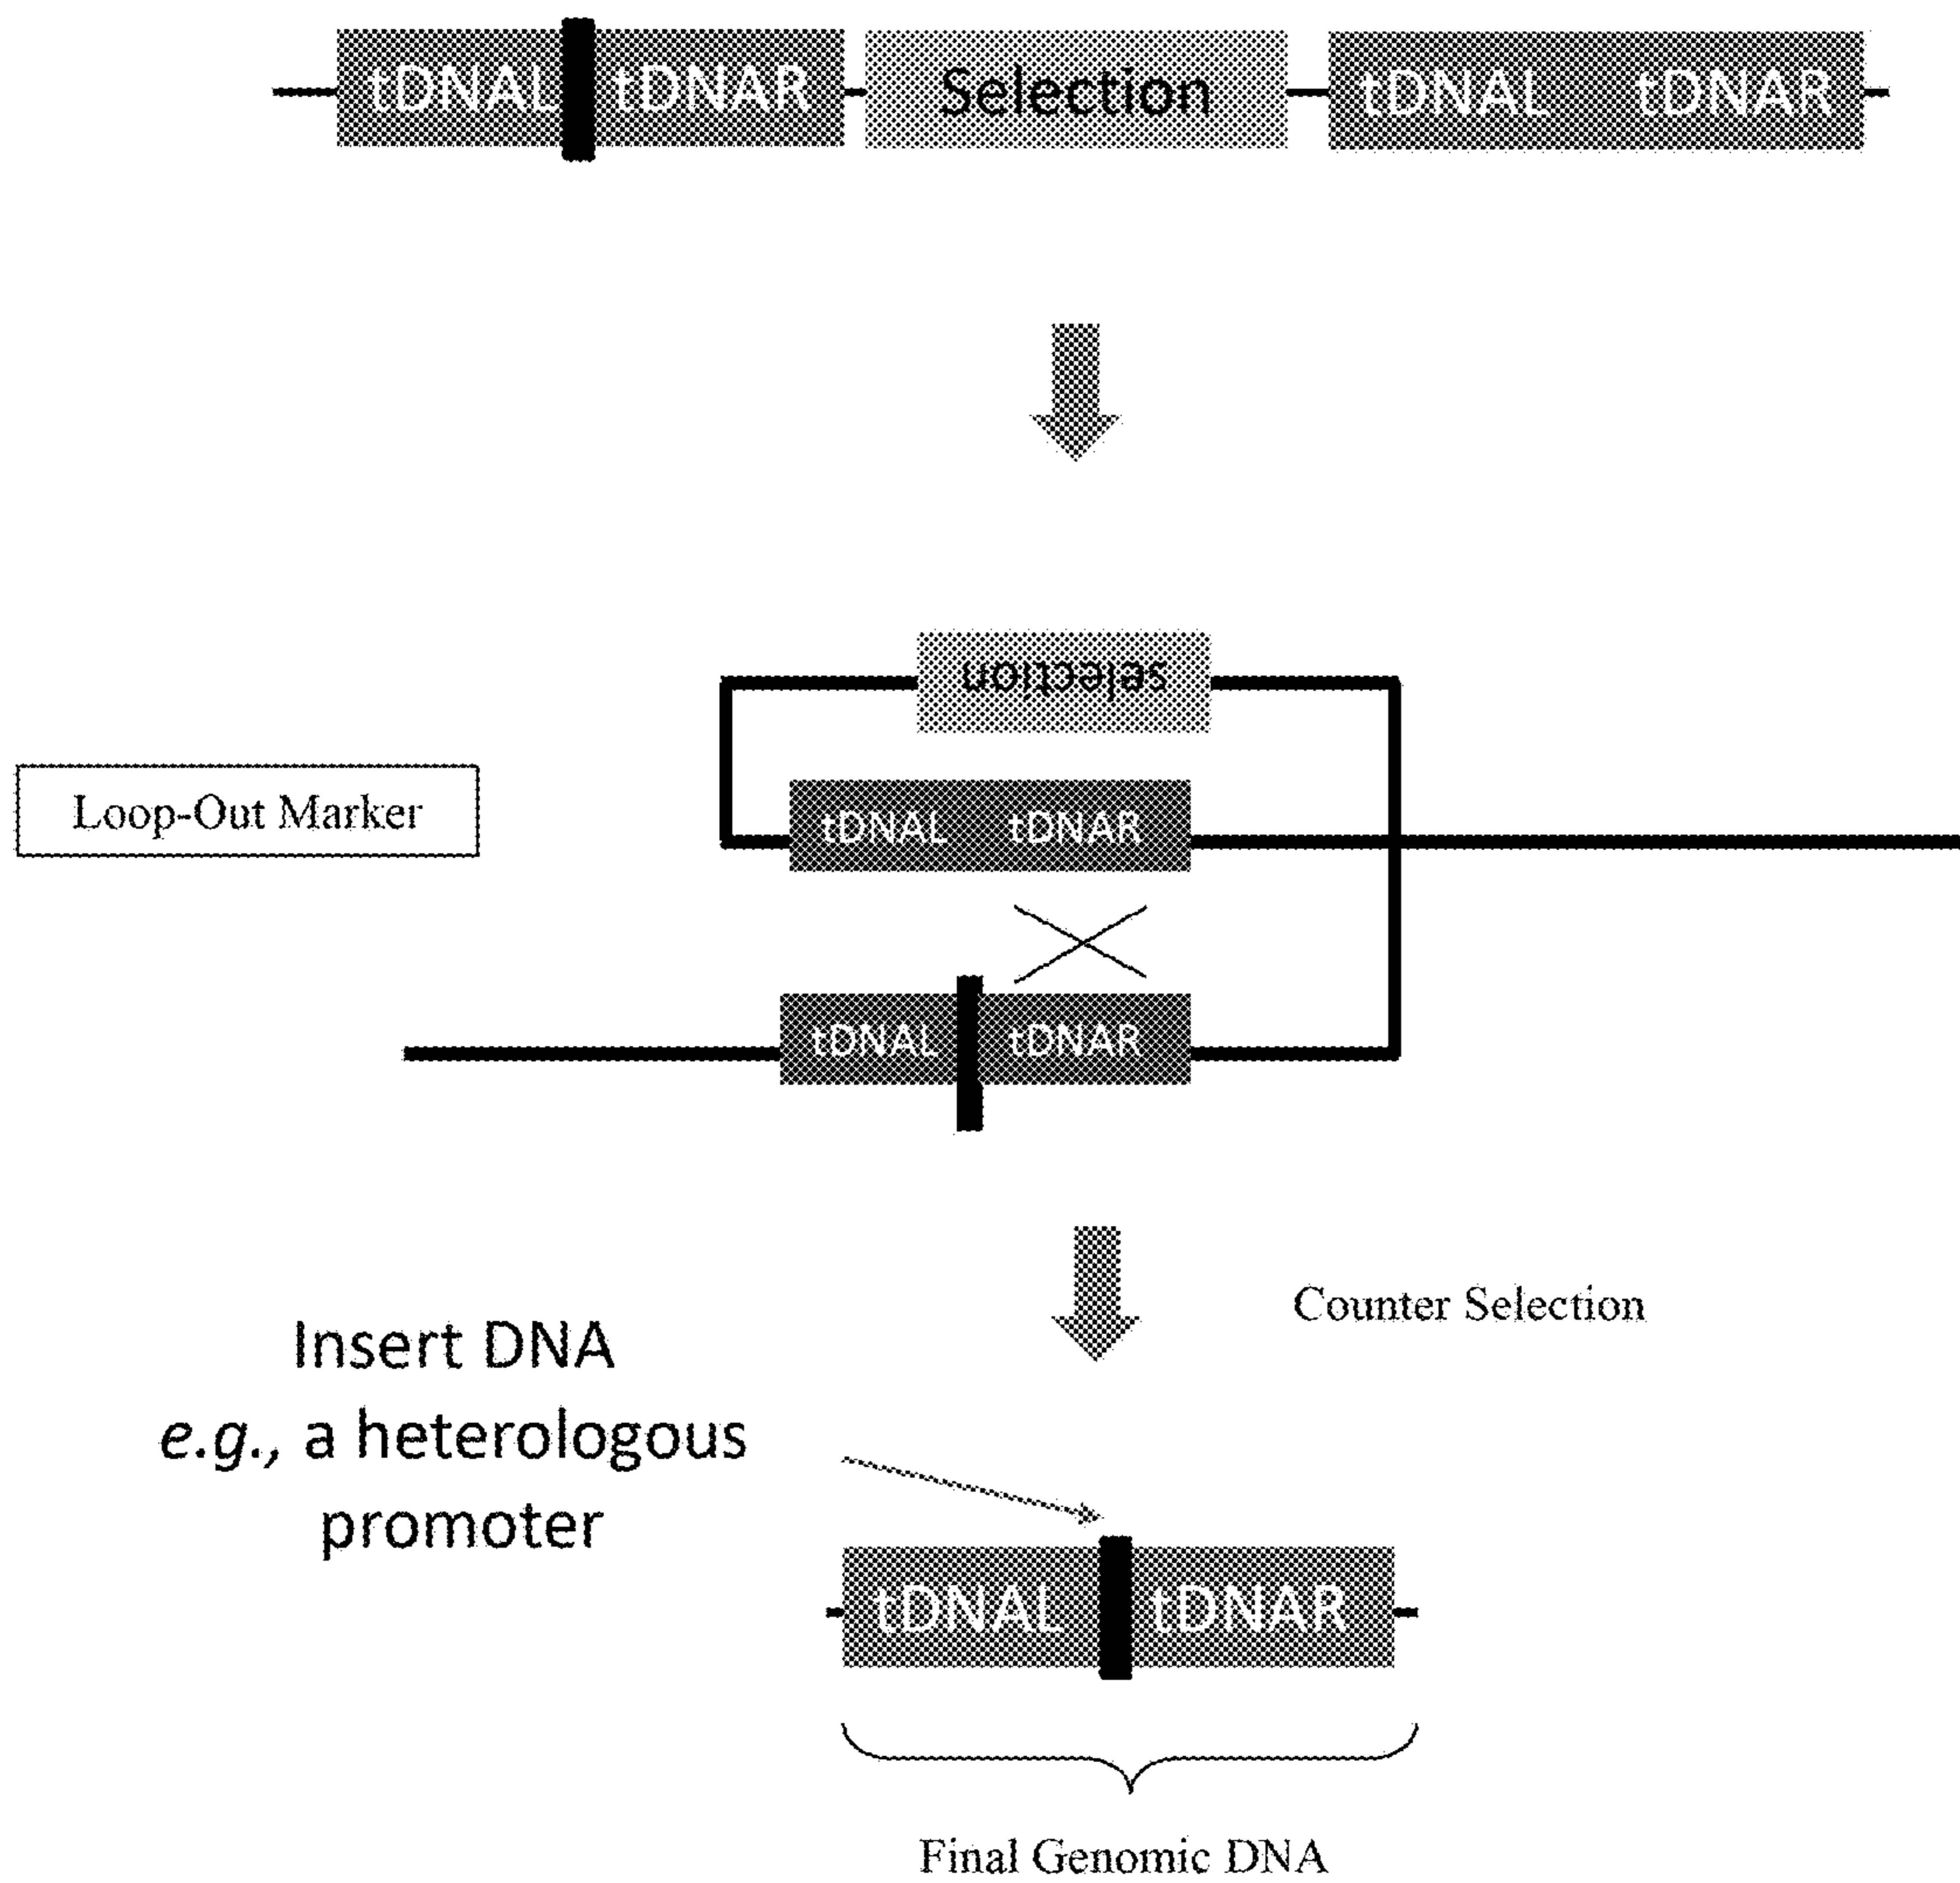 tDNAL tDNAR Selection tDNAL tDNAR
selection
Loop-Out Marker
tDNAL tDNAR
tDNAL tDNAR
Counter Selection
Insert DNA
e.g., a heterologous
promoter
tDNAL tDNAR
Final Genomic DNA